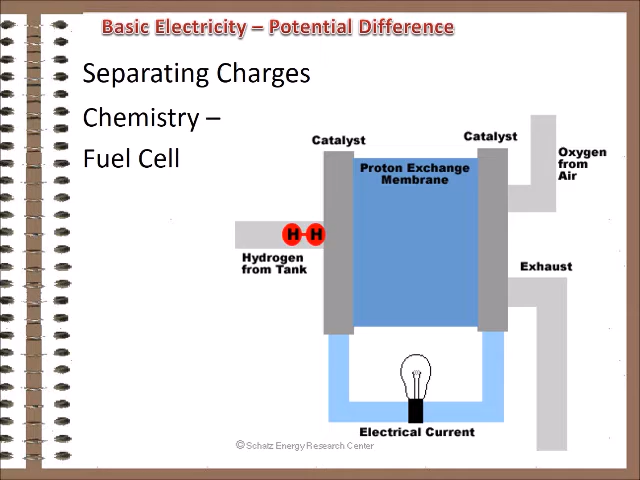 Basic Electricity – Potential Difference
Separating Charges
Chemistry –
Fuel Cell
Catalyst
Catalyst
Proton Exchange
Membrane
Oxygen
from
Air
H H
Hydrogen
from Tank
Exhaust
Electrical Current
© Schatz Energy Research Center